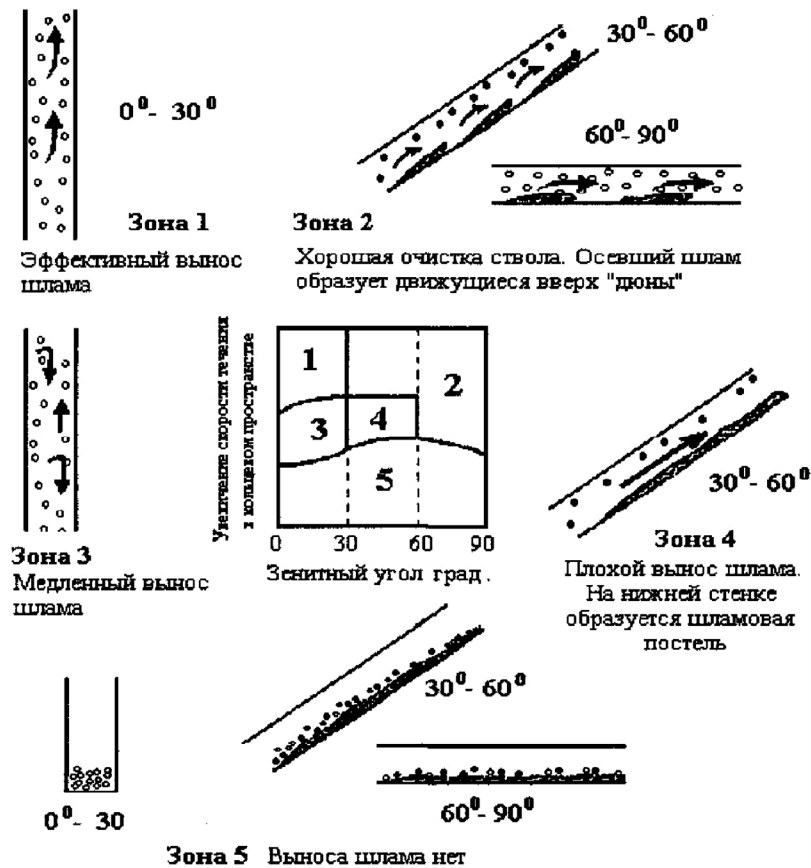 0⁰- 30⁰
Зона 1
Эффективный вынос
шлама
30⁰- 60⁰
60⁰- 90⁰
Зона 2
Хорошая очистка ствола. Осевший шлам
образует движущиеся вверх "дюны"
Зона 3
Медленный вынос
шлама
Увеличение скорости течения
в кольцевом пространстве
1
2
3
4
5
0 30 60 90
Зенитный угол град.
30⁰- 60⁰
Зона 4
Плохой вынос шлама.
На нижней стенке
образуется шламовая
постель
0⁰- 30
30⁰- 60⁰
60⁰- 90⁰
Зона 5 Выноса шлама нет